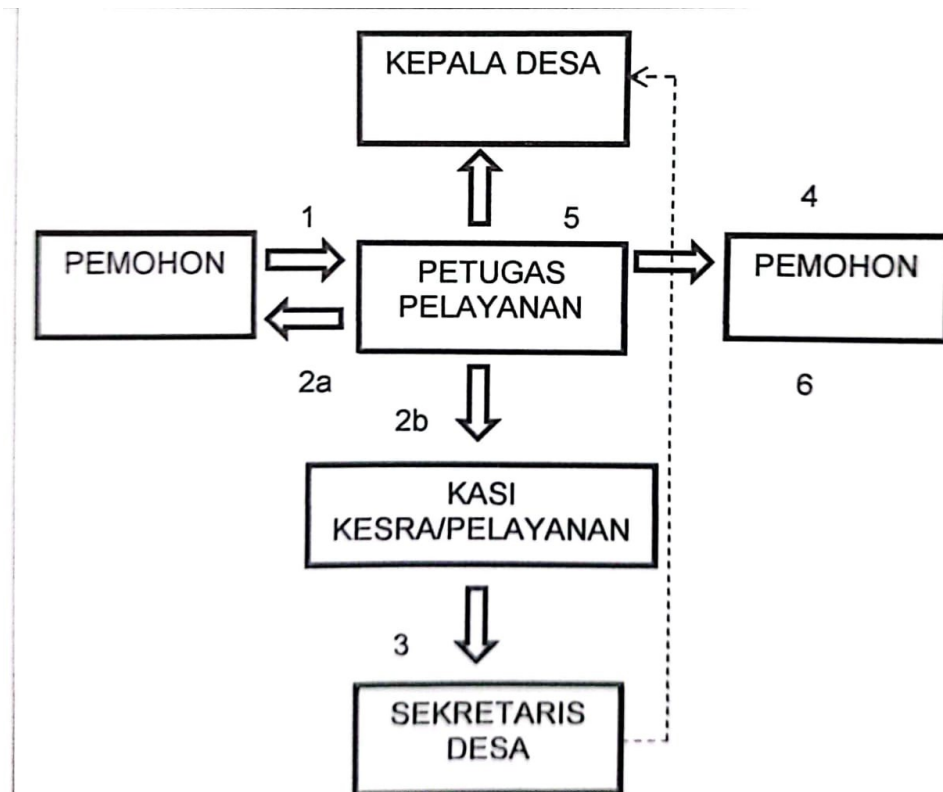 KEPALA DESA
4
1
5
PEMOHON
PETUGAS
PELAYANAN
PEMOHON
2a
6
2b
KASI
KESRA/PELAYANAN
3
SEKRETARIS
DESA